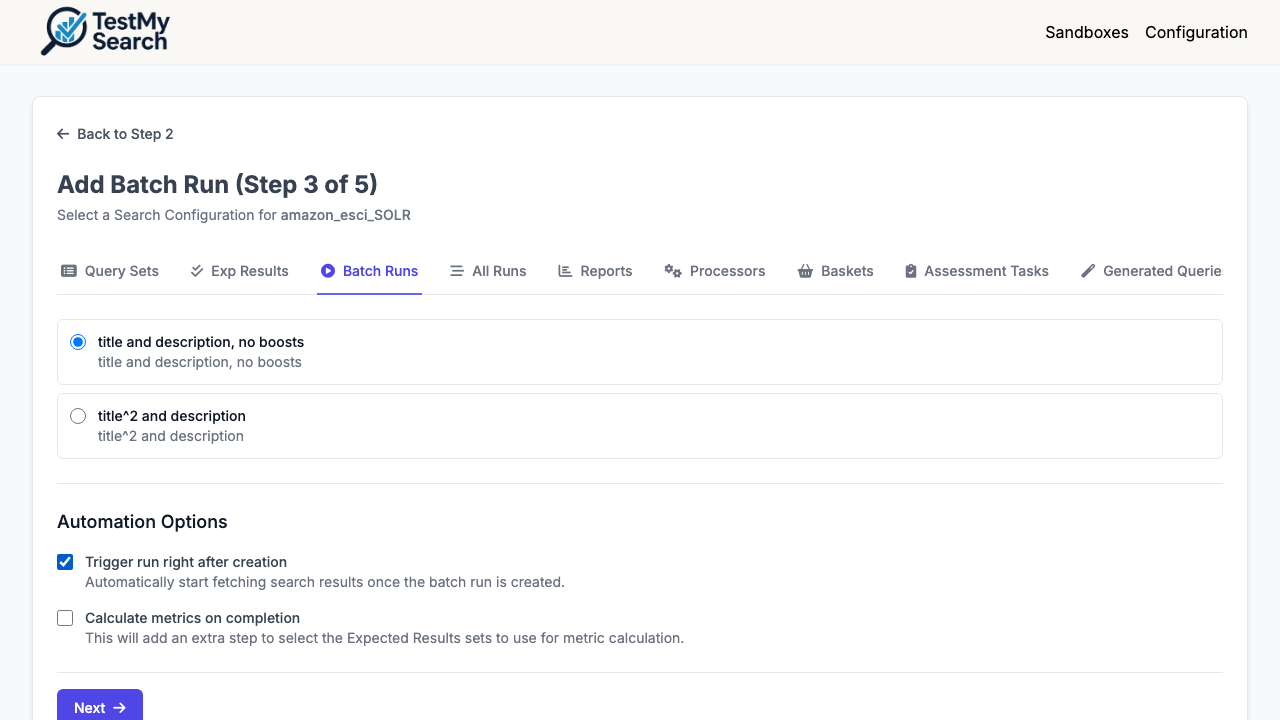 TestMy
Search
Sandboxes Configuration
Back to Step 2
Add Batch Run (Step 3 of 5)
Select a Search Configuration for amazon_esci_SOLR
Query Sets Exp Results Batch Runs All Runs Reports Processors Baskets Assessment Tasks Generated Querie
title and description, no boosts
title and description, no boosts
title^2 and description
title^2 and description
Automation Options
Trigger run right after creation
Automatically start fetching search results once the batch run is created.
Calculate metrics on completion
This will add an extra step to select the Expected Results sets to use for metric calculation.
Next